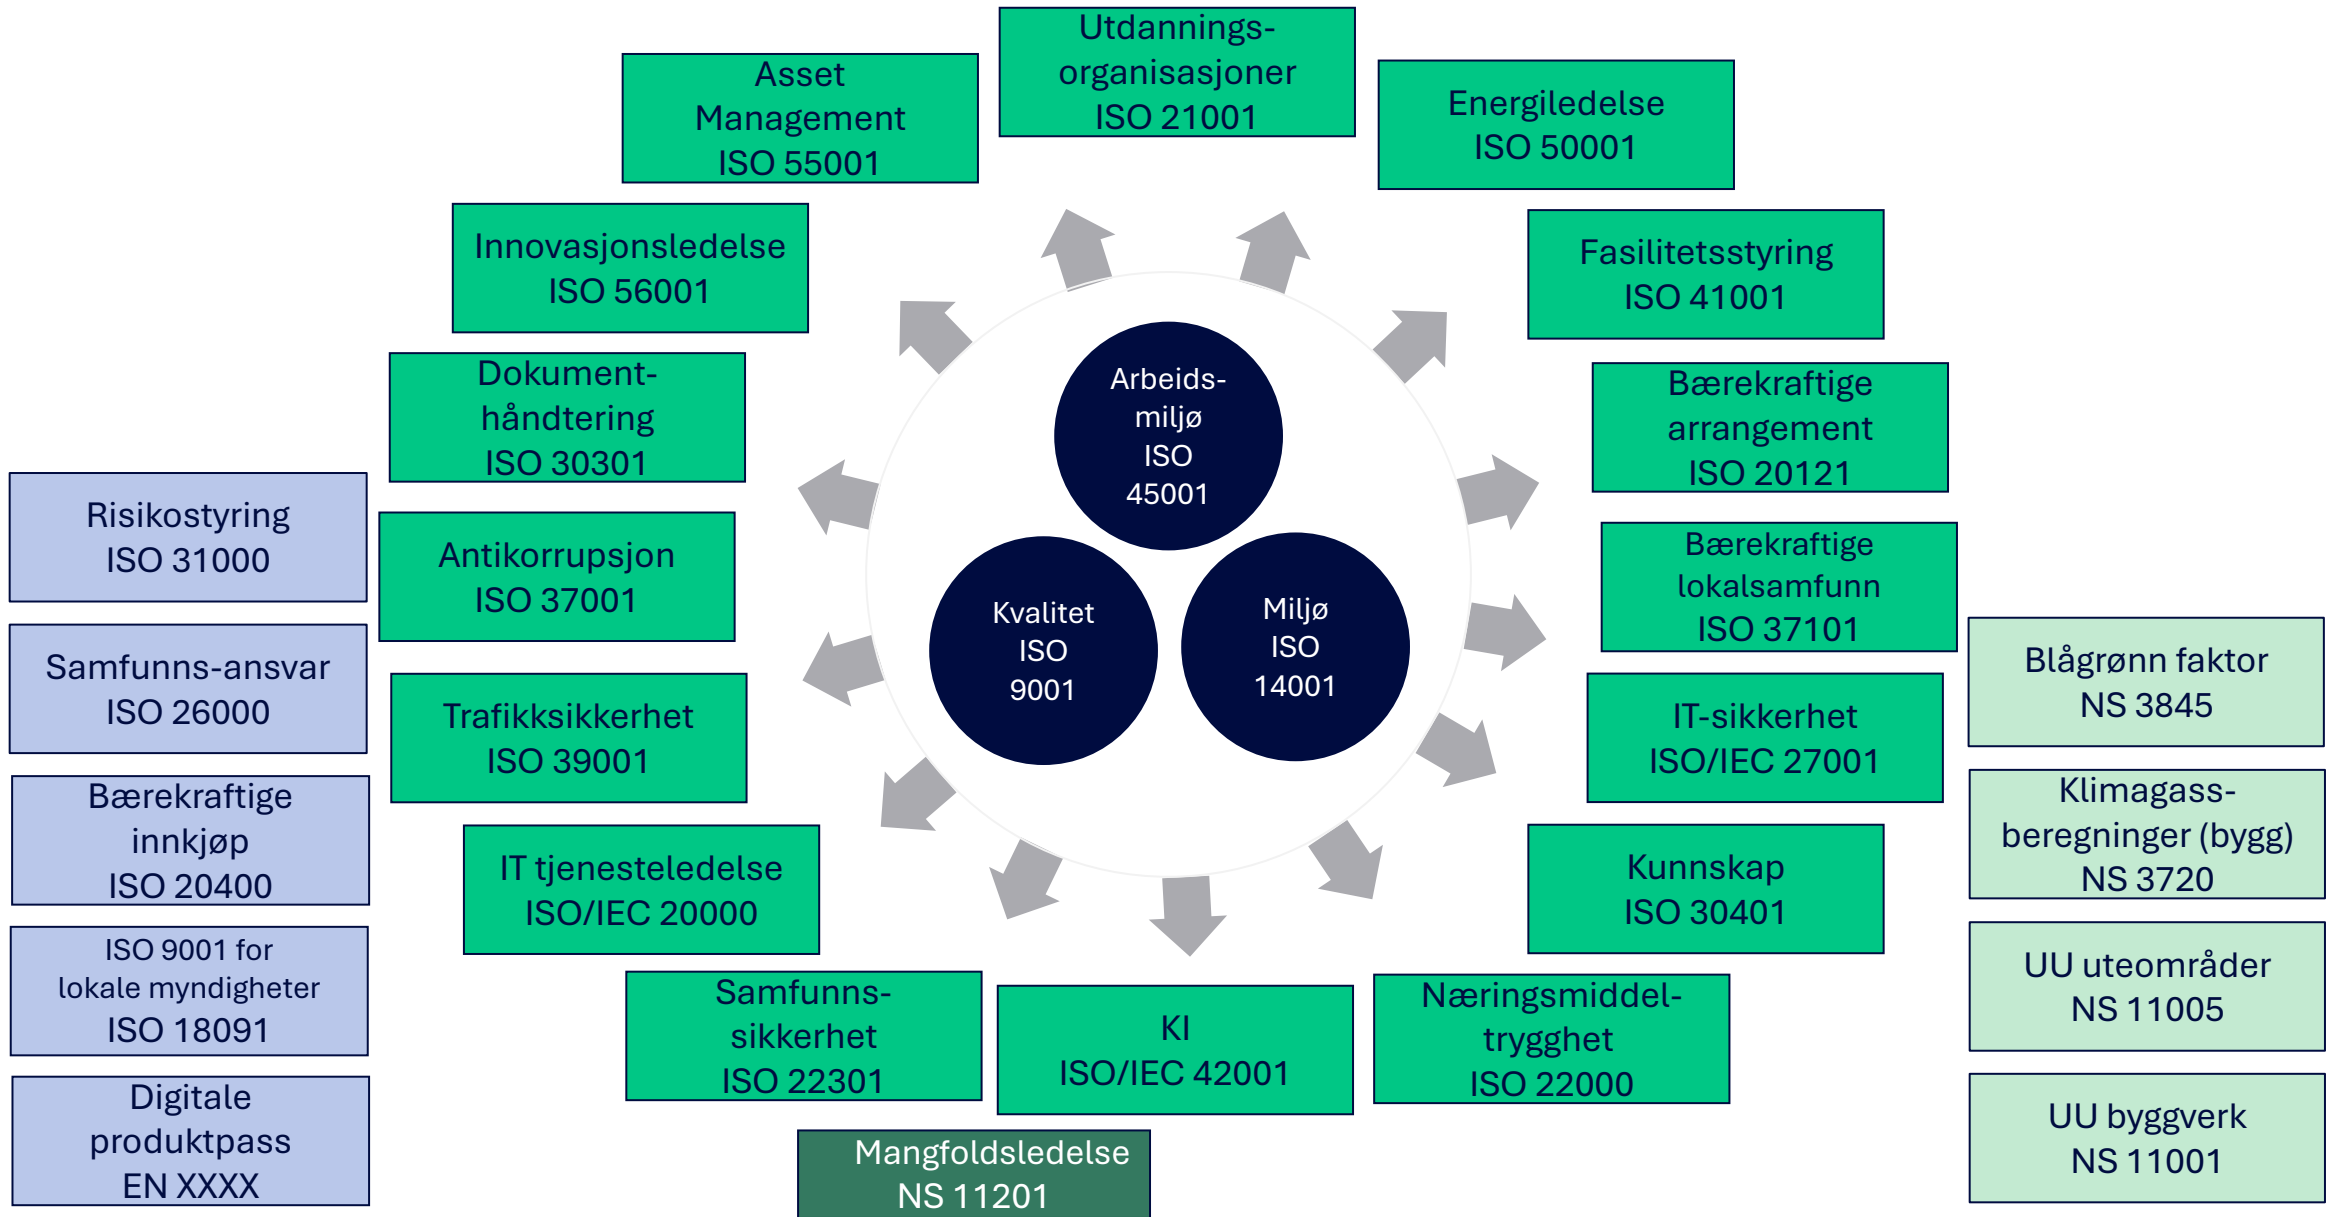 Utdannings-
organisasjoner
ISO 21001
Asset
Management
ISO 55001
Energiledelse
ISO 50001
Innovasjonsledelse
ISO 56001
Fasilitetsstyring
ISO 41001
Dokument-
håndtering
ISO 30301
Bærekraftige
arrangement
ISO 20121
Arbeids-
miljø
ISO
45001
Kvalitet
ISO
9001
Miljø
ISO
14001
Risikostyring
ISO 31000
Antikorrupsjon
ISO 37001
Bærekraftige
lokalsamfunn
ISO 37101
Samfunns-ansvar
ISO 26000
Trafikksikkerhet
ISO 39001
IT-sikkerhet
ISO/IEC 27001
Blågrønn faktor
NS 3845
Bærekraftige
innkjøp
ISO 20400
IT tjenesteledelse
ISO/IEC 20000
Kunnskap
ISO 30401
Klimagass-
beregninger (bygg)
NS 3720
ISO 9001 for
lokale myndigheter
ISO 18091
Samfunns-
sikkerhet
ISO 22301
KI
ISO/IEC 42001
Næringsmiddel-
trygghet
ISO 22000
UU uteområder
NS 11005
Digitale
produktpass
EN XXXX
Mangfoldsledelse
NS 11201
UU byggverk
NS 11001